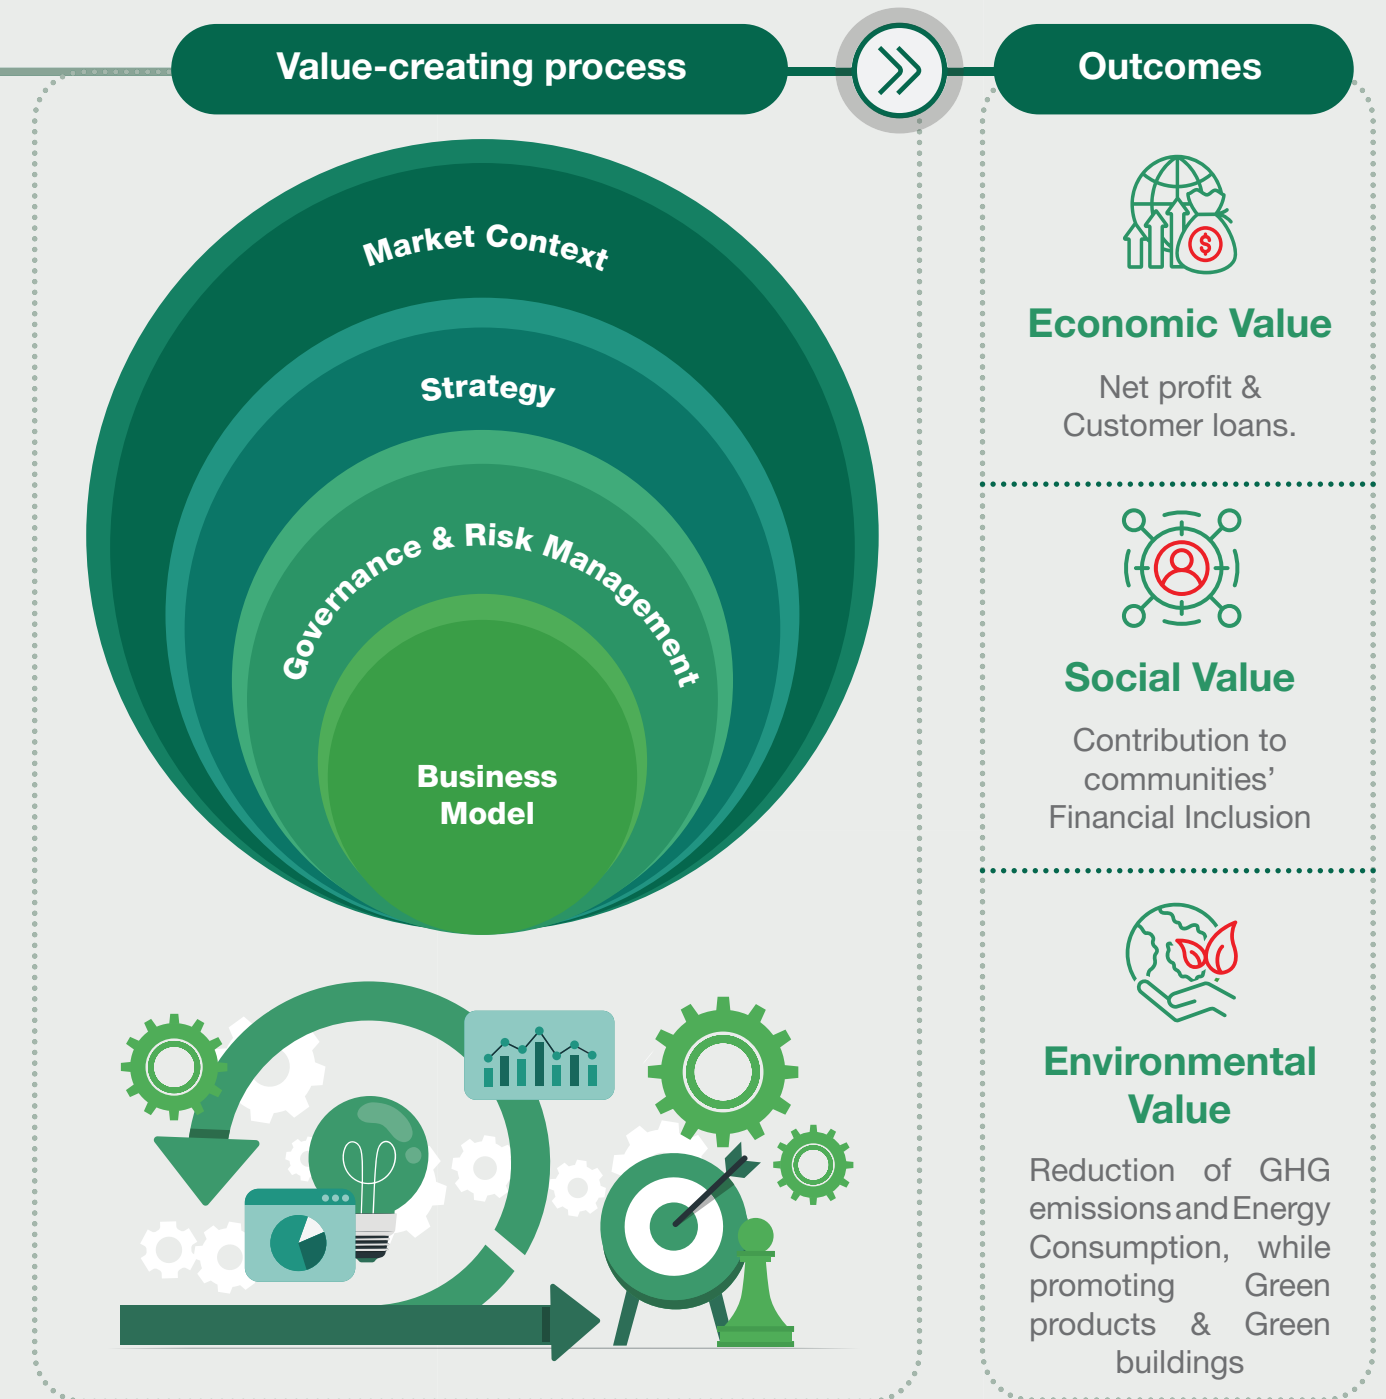 Value-creating process
Market Context
Strategy
Governance & Risk Management
Business
Model
Outcomes
$
Economic Value
Net profit &
Customer loans.
Social Value
Contribution to
communities’
Financial Inclusion
Environmental
Value
Reduction of GHG
emissions and Energy
Consumption, while
promoting Green
products & Green
buildings